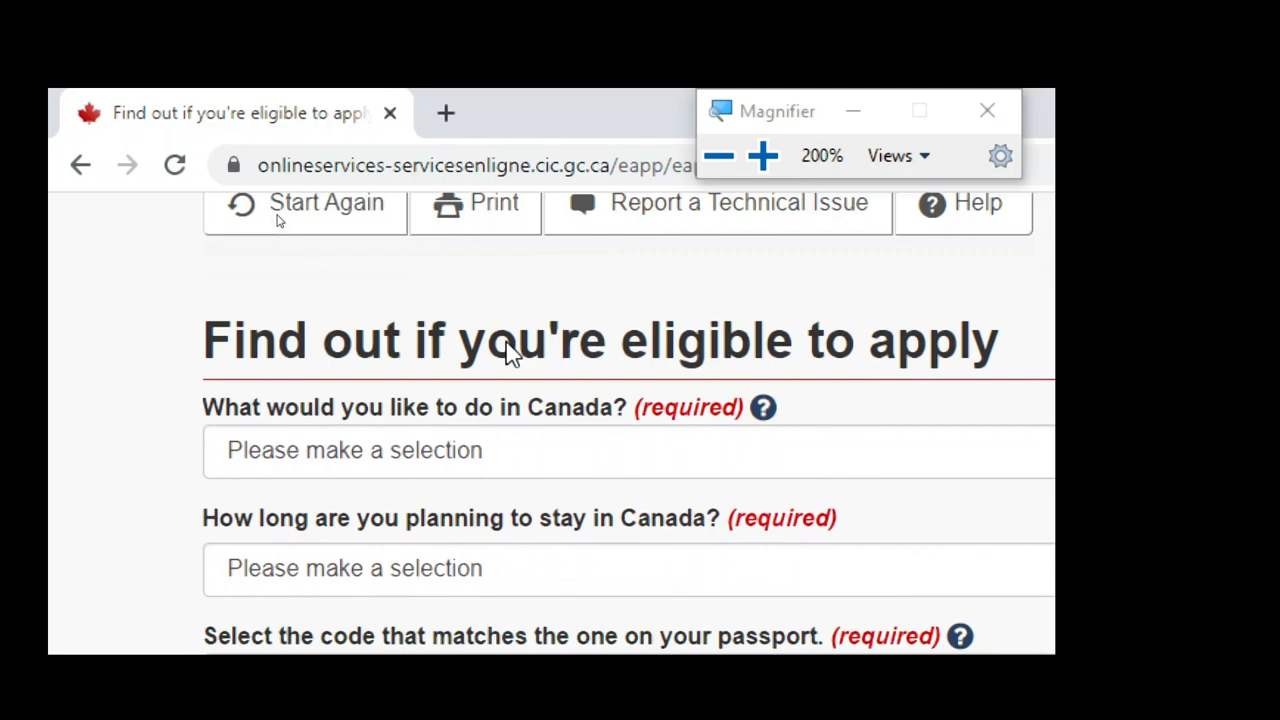 Find out if you're eligible to appl
Magnifier
200% Views
onlineservices-servicesenligne.cic.gc.ca/eapp/ea
Start Again Print Report a Technical Issue Help
Find out if you're eligible to apply
What would you like to do in Canada? (required)
Please make a selection
How long are you planning to stay in Canada? (required)
Please make a selection
Select the code that matches the one on your passport. (required)